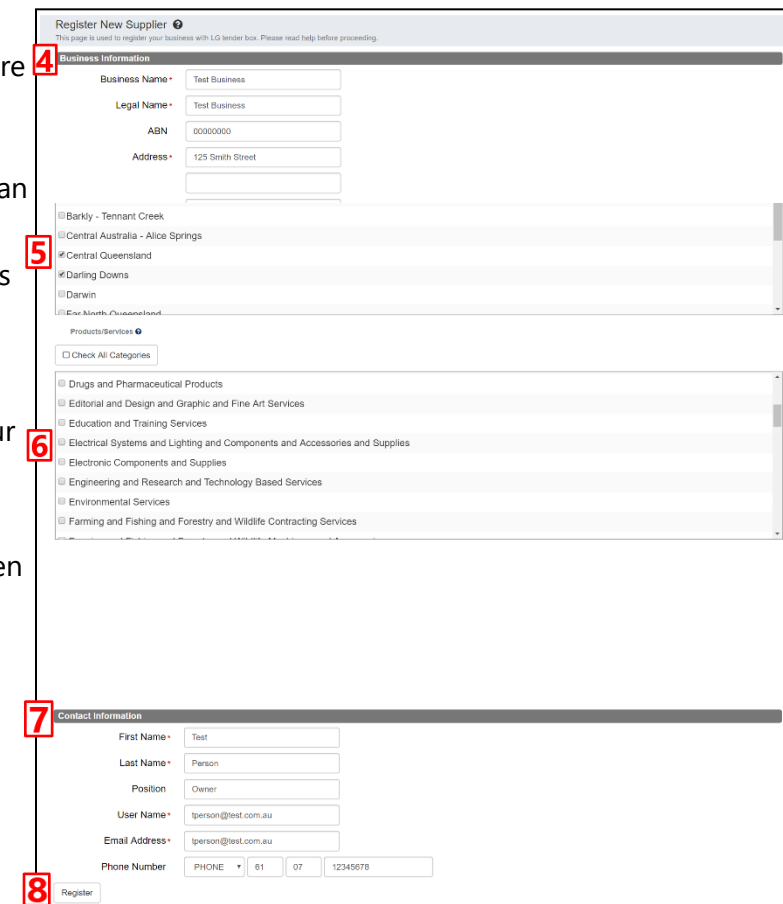 Register New Supplier
This page is used to register your business with LG tender box. Please read help before proceeding.
re
4
Business Information
Business Name* Test Business
Legal Name* Test Business
ABN 00000000
Address* 125 Smith Street
an
Barkly - Tennant Creek
Central Australia - Alice Springs
5
Central Queensland
s
Darling Downs
Darwin
Far North Queensland
Products/Services
Check All Categories
Drugs and Pharmaceutical Products
Editorial and Design and Graphic and Fine Art Services
Education and Training Services
ur
6
Electrical Systems and Lighting and Components and Accessories and Supplies
Electronic Components and Supplies
Engineering and Research and Technology Based Services
Environmental Services
Farming and Fishing and Forestry and Wildlife Contracting Services
en
7
Contact Information
First Name* Test
Last Name* Person
Position Owner
User Name* tperson@test.com.au
Email Address* tperson@test.com.au
Phone Number PHONE 61 07 12345678
8
Register